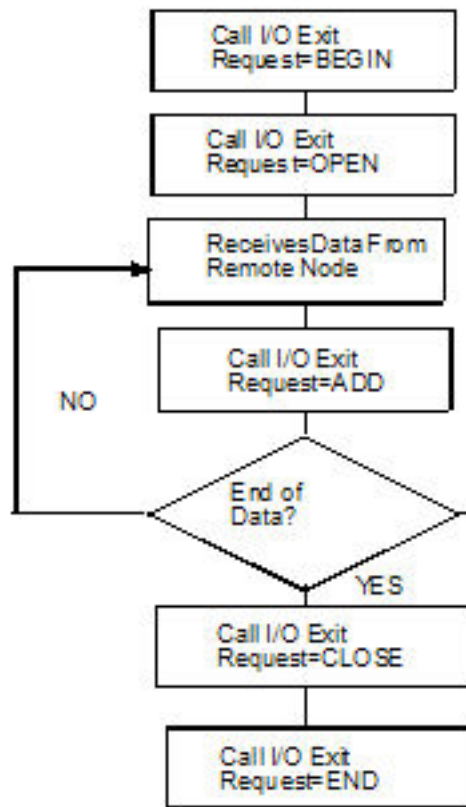 Call I/O Exit
Request=BEGIN
Call I/O Exit
Request=OPEN
Receives Data From
Remote Node
Call I/O Exit
Request=ADD
NO
End of
Data?
YES
Call I/O Exit
Request=CLOSE
Call I/O Exit
Request=END